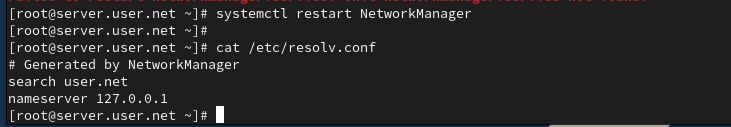 [root@server.user.net ~]# systemctl restart NetworkManager
[root@server.user.net ~]#
[root@server.user.net ~]# cat /etc/resolv.conf
# Generated by NetworkManager
search user.net
nameserver 127.0.0.1
[root@server.user.net ~]#